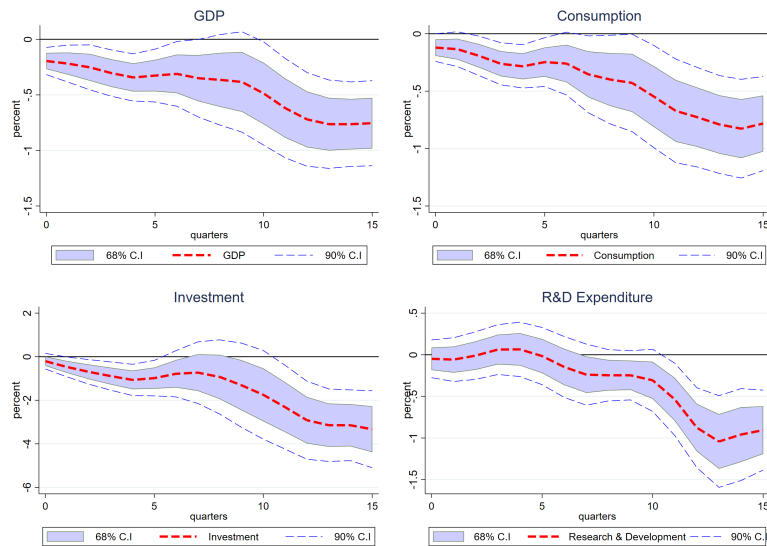 GDP
percent
0
-.5
-1
-1.5
0 5 10 15
quarters
68% C.I GDP 90% C.I
Consumption
percent
0
-.5
-1
-1.5
0 5 10 15
quarters
68% C.I Consumption 90% C.I
Investment
percent
2
0
-2
-4
-6
0 5 10 15
quarters
68% C.I Investment 90% C.I
R&D Expenditure
percent
.5
0
-.5
-1
-1.5
0 5 10 15
quarters
68% C.I Research & Development 90% C.I